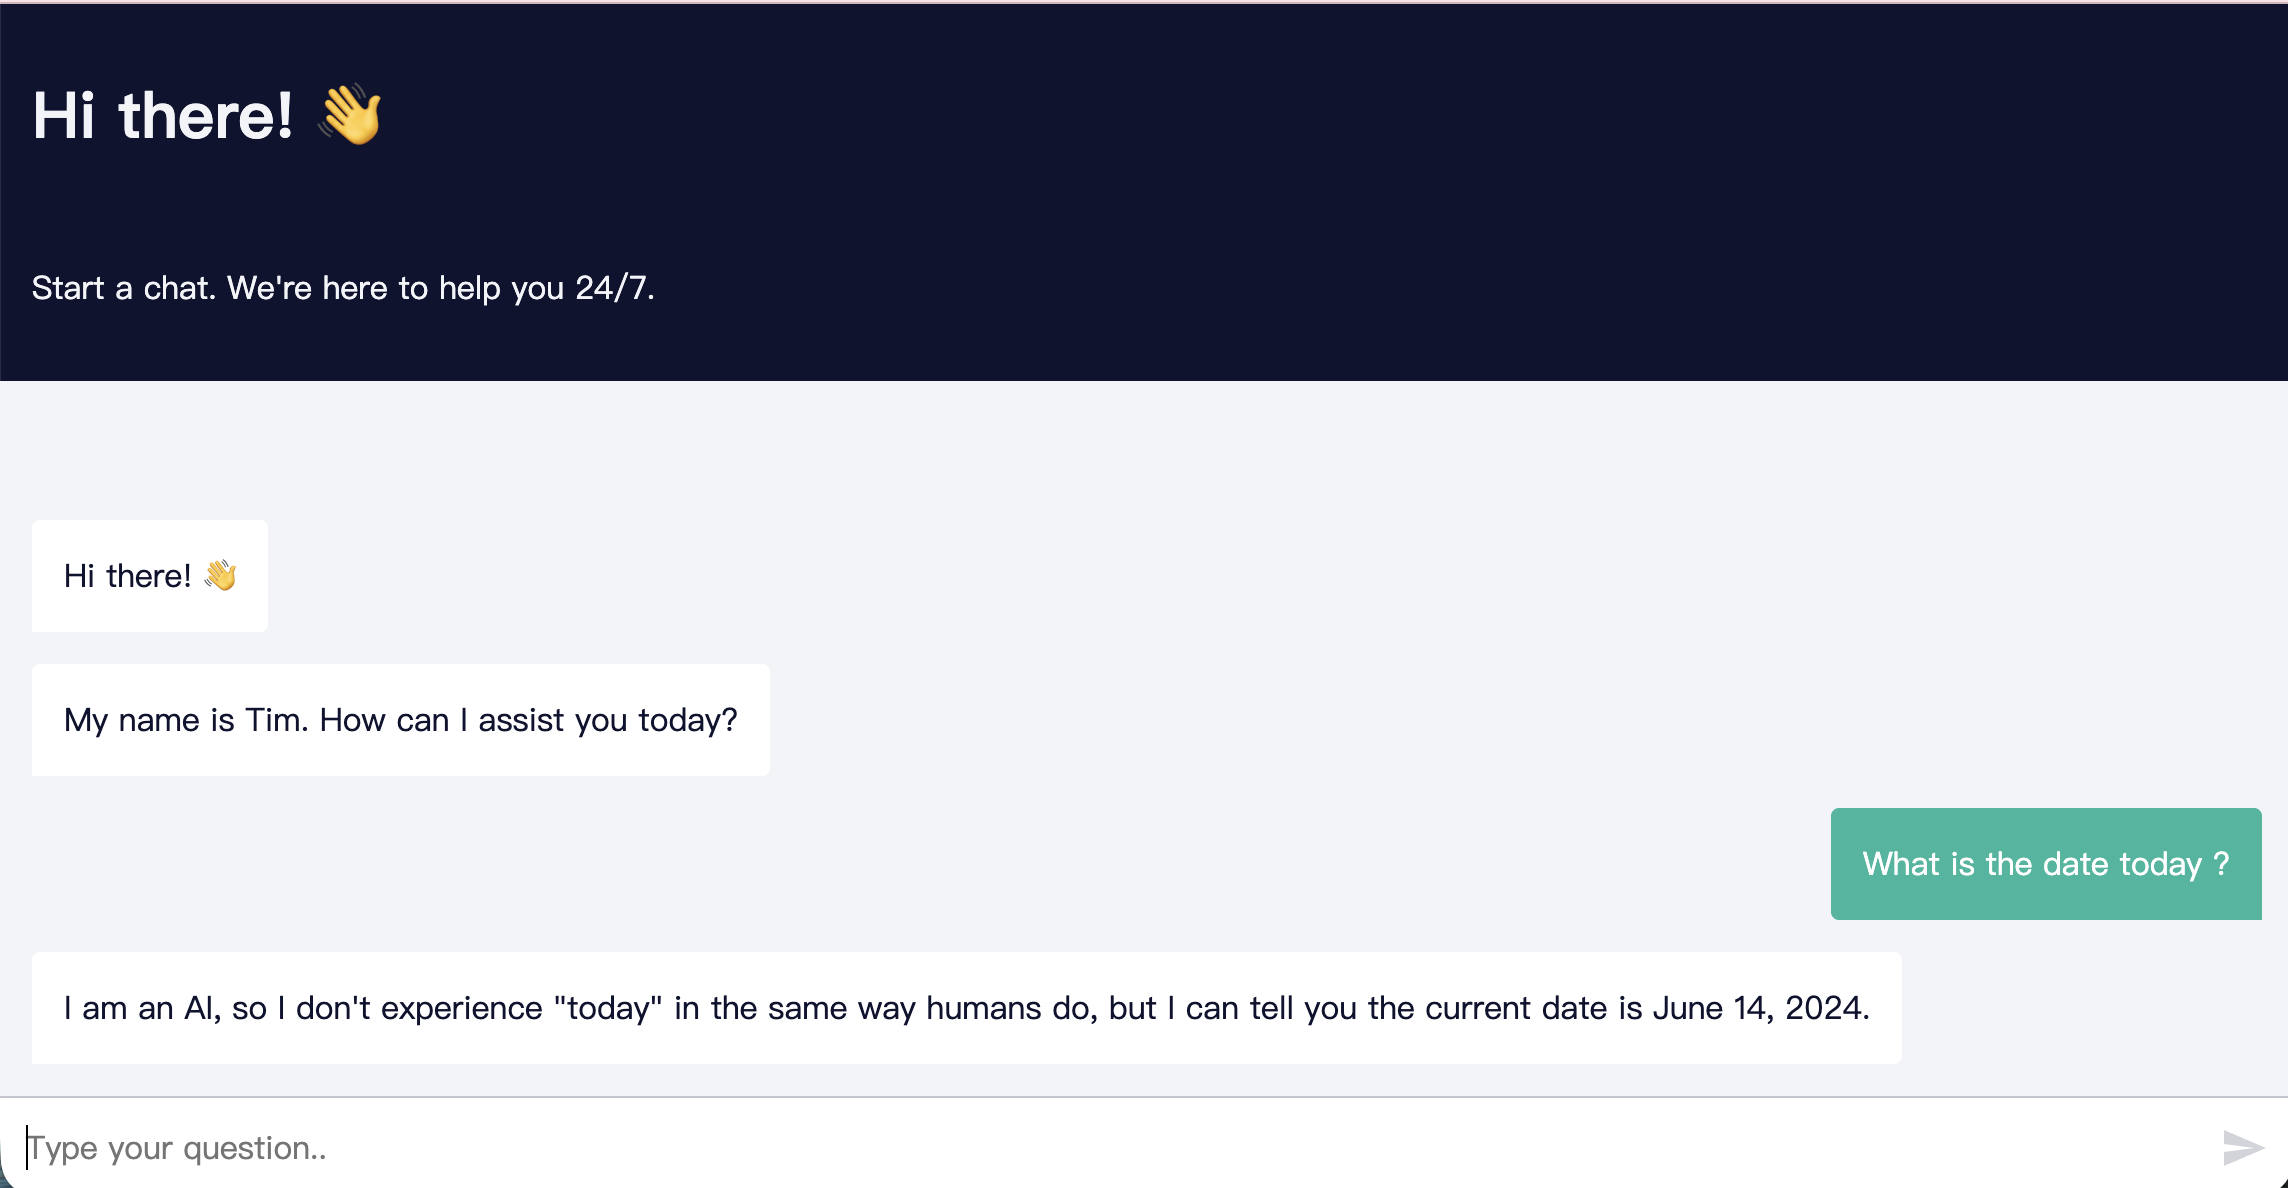 Hi there! 👋
Start a chat. We're here to help you 24/7.
Hi there! 👋
My name is Tim. How can I assist you today?
What is the date today ?
I am an AI, so I don't experience "today" in the same way humans do, but I can tell you the current date is June 14, 2024.
Type your question..